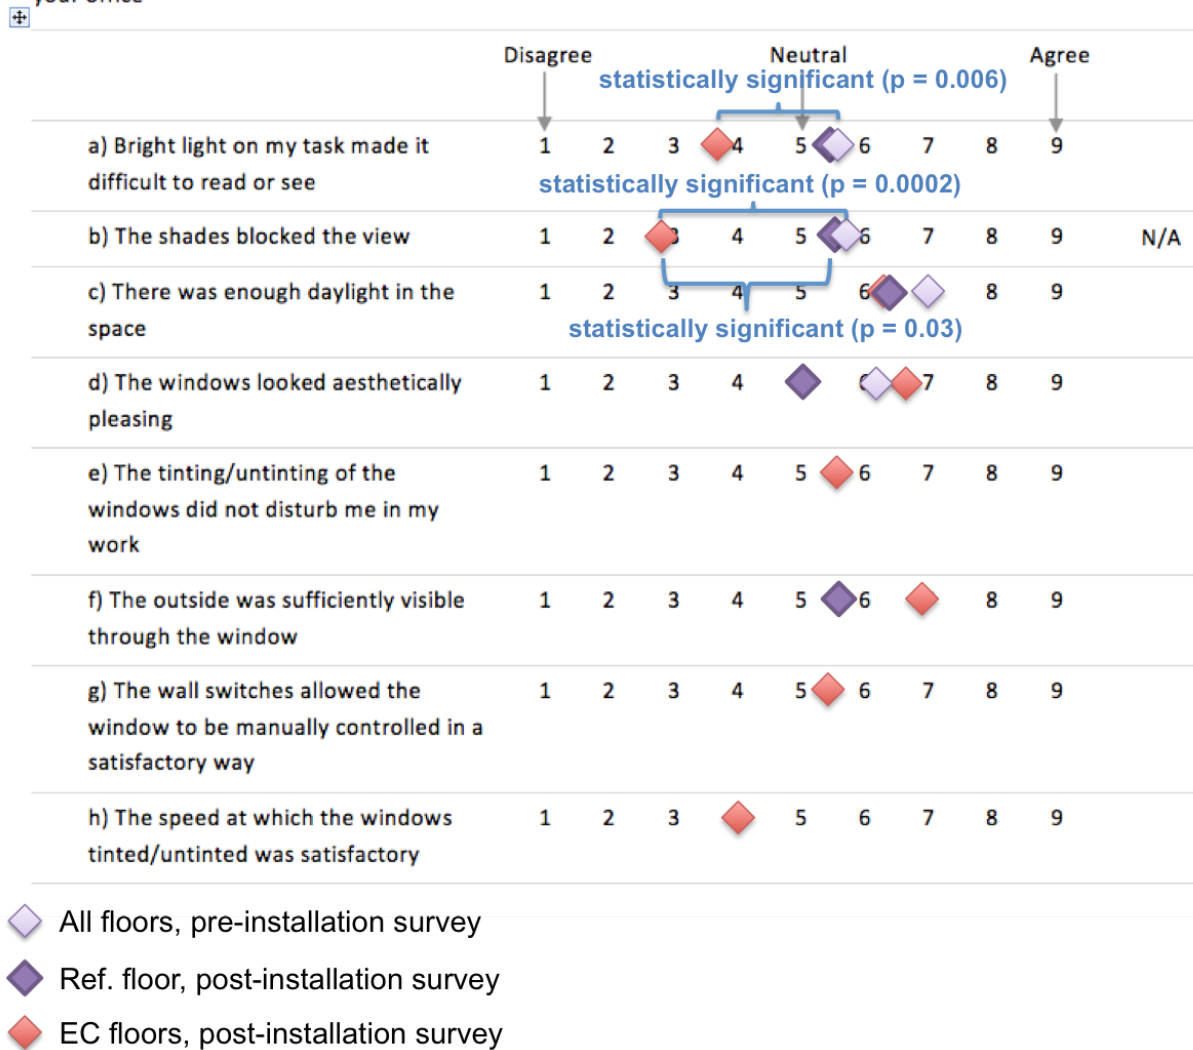 your office
Disagree Neutral Agree
statistically significant (p = 0.006)
a) Bright light on my task made it 1 2 3 4 5 6 7 8 9
difficult to read or see
statistically significant (p = 0.0002)
b) The shades blocked the view 1 2 3 4 5 6 7 8 9 N/A
c) There was enough daylight in the 1 2 3 4 5 6 8 9
space
statistically significant (p = 0.03)
d) The windows looked aesthetically 1 2 3 4 6 7 8 9
pleasing
e) The tinting/untinting of the 1 2 3 4 5 6 7 8 9
windows did not disturb me in my
work
f) The outside was sufficiently visible 1 2 3 4 5 6 8 9
through the window
g) The wall switches allowed the 1 2 3 4 5 6 7 8 9
window to be manually controlled in a
satisfactory way
h) The speed at which the windows 1 2 3 5 6 7 8 9
tinted/untinted was satisfactory
All floors, pre-installation survey
Ref. floor, post-installation survey
EC floors, post-installation survey